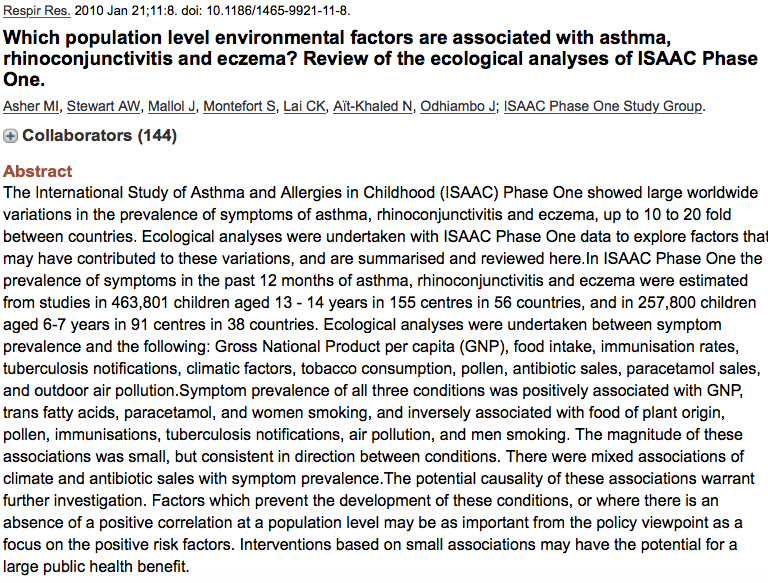 Respir Res. 2010 Jan 21;11:8. doi: 10.1186/1465-9921-11-8.
Which population level environmental factors are associated with asthma,
rhinoconjunctivitis and eczema? Review of the ecological analyses of ISAAC Phase
One.
Asher MI, Stewart AW, Mallol J, Montefort S, Lai CK, Aït-Khaled N, Odhiambo J; ISAAC Phase One Study Group.
Collaborators (144)
Abstract
The International Study of Asthma and Allergies in Childhood (ISAAC) Phase One showed large worldwide
variations in the prevalence of symptoms of asthma, rhinoconjunctivitis and eczema, up to 10 to 20 fold
between countries. Ecological analyses were undertaken with ISAAC Phase One data to explore factors that
may have contributed to these variations, and are summarised and reviewed here.In ISAAC Phase One the
prevalence of symptoms in the past 12 months of asthma, rhinoconjunctivitis and eczema were estimated
from studies in 463,801 children aged 13 - 14 years in 155 centres in 56 countries, and in 257,800 children
aged 6-7 years in 91 centres in 38 countries. Ecological analyses were undertaken between symptom
prevalence and the following: Gross National Product per capita (GNP), food intake, immunisation rates,
tuberculosis notifications, climatic factors, tobacco consumption, pollen, antibiotic sales, paracetamol sales,
and outdoor air pollution.Symptom prevalence of all three conditions was positively associated with GNP,
trans fatty acids, paracetamol, and women smoking, and inversely associated with food of plant origin,
pollen, immunisations, tuberculosis notifications, air pollution, and men smoking. The magnitude of these
associations was small, but consistent in direction between conditions. There were mixed associations of
climate and antibiotic sales with symptom prevalence.The potential causality of these associations warrant
further investigation. Factors which prevent the development of these conditions, or where there is an
absence of a positive correlation at a population level may be as important from the policy viewpoint as a
focus on the positive risk factors. Interventions based on small associations may have the potential for a
large public health benefit.